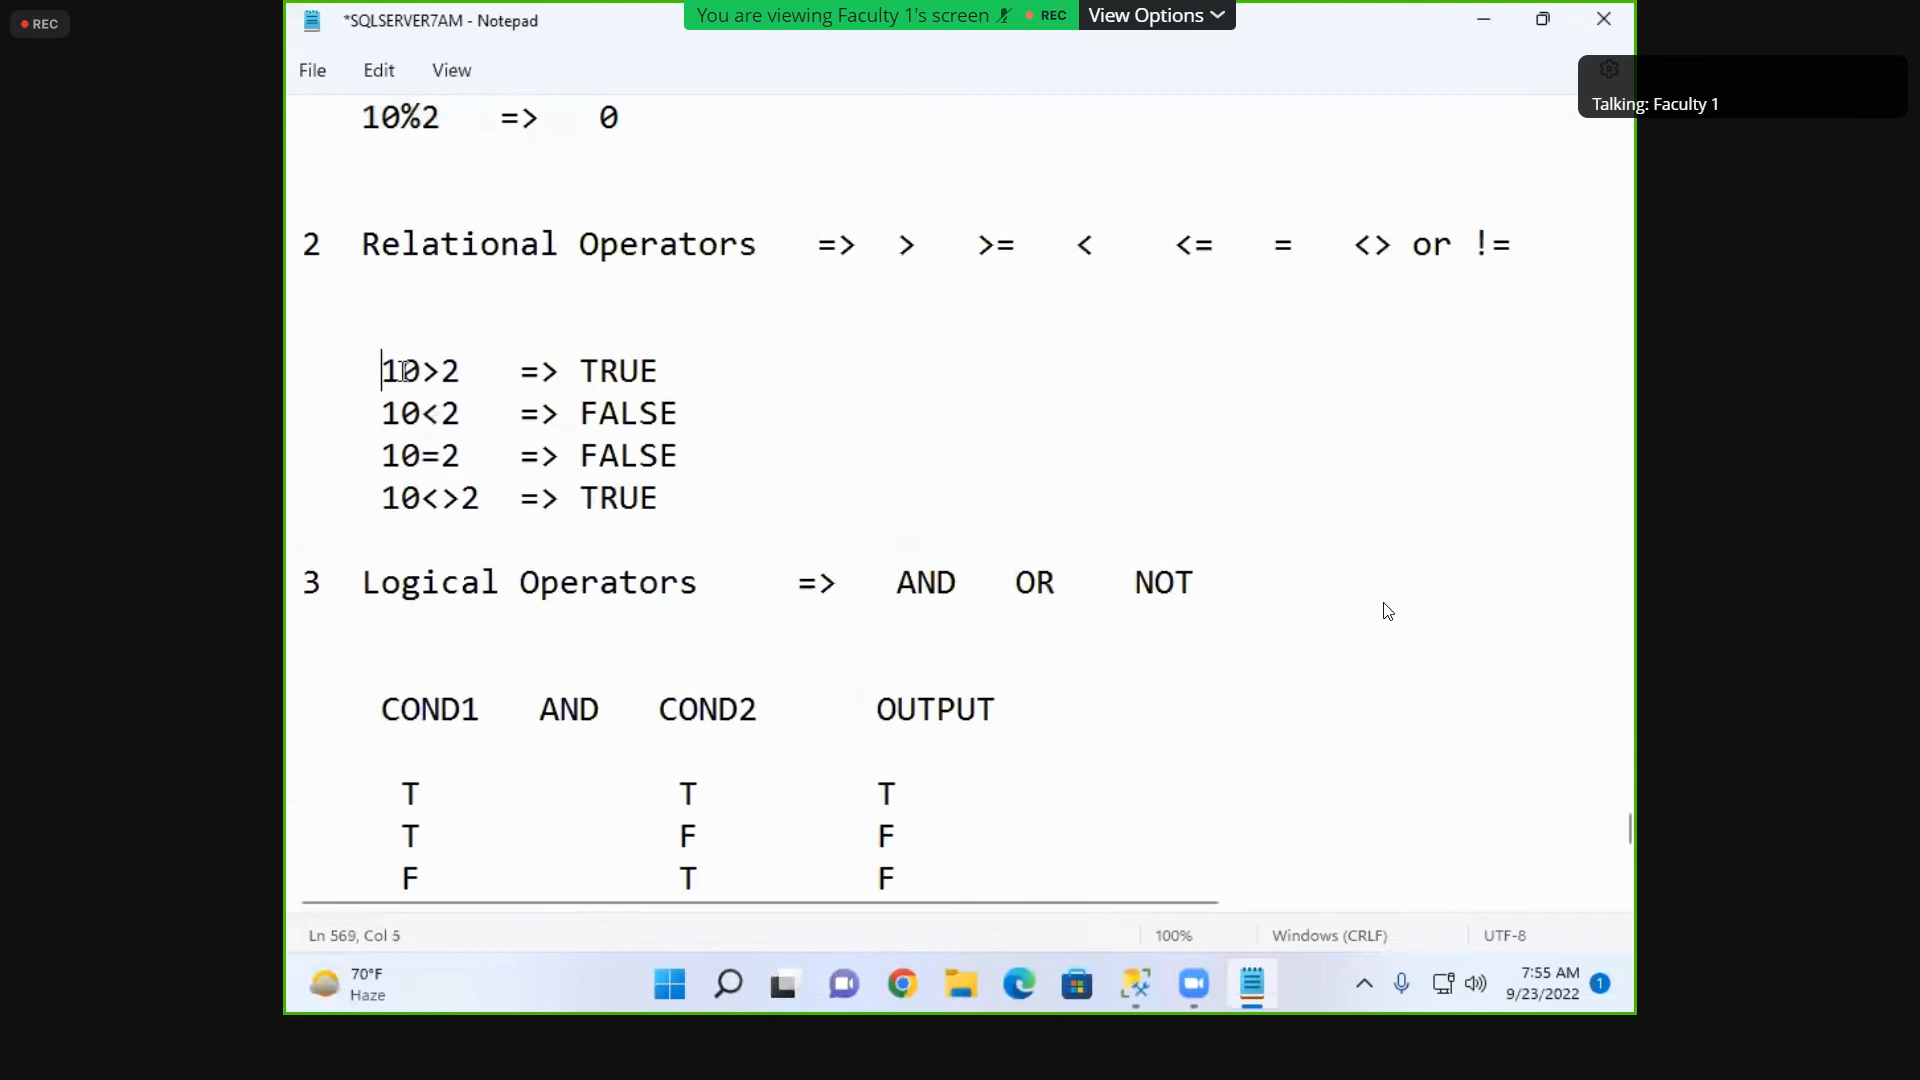 REC
*SQLSERVER7AM - Notepad
You are viewing Faculty 1's screen REC View Options
File Edit View
Talking: Faculty 1
10%2 => 0
2 Relational Operators => > >= < <= = <> or !=
10>2 => TRUE
10<2 => FALSE
10=2 => FALSE
10<>2 => TRUE
3 Logical Operators => AND OR NOT
COND1 AND COND2 OUTPUT
T T T
T F F
F T F
Ln 569, Col 5 100% Windows (CRLF) UTF-8
70°F
Haze
7:55 AM
9/23/2022 1